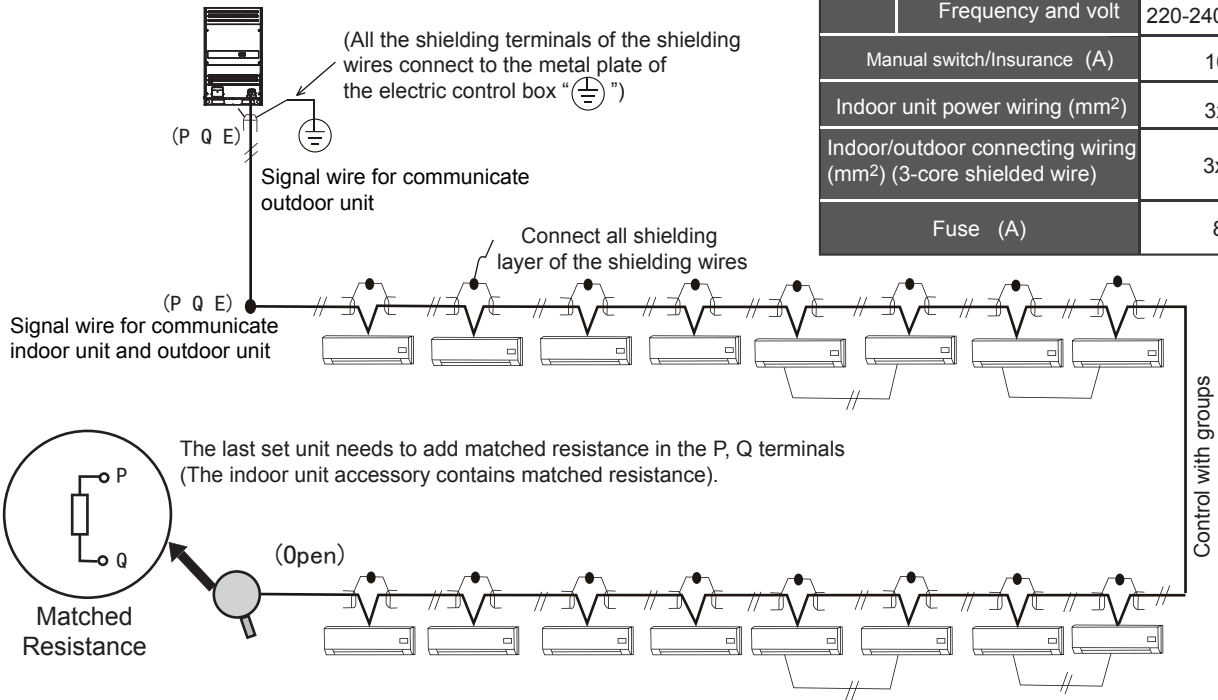 (All the shielding terminals of the shielding
wires connect to the metal plate of
the electric control box “ ”)
(P Q E)
Signal wire for communicate
outdoor unit
Frequency and volt
220-240
Manual switch/Insurance (A)
Indoor unit power wiring (mm²)
Indoor/outdoor connecting wiring
(mm²) (3-core shielded wire)
Fuse (A)
Connect all shielding
layer of the shielding wires
(P Q E)
Signal wire for communicate
indoor unit and outdoor unit
Control with groups
The last set unit needs to add matched resistance in the P, Q terminals
(The indoor unit accessory contains matched resistance).
P
Q
(Open)
Matched
Resistance